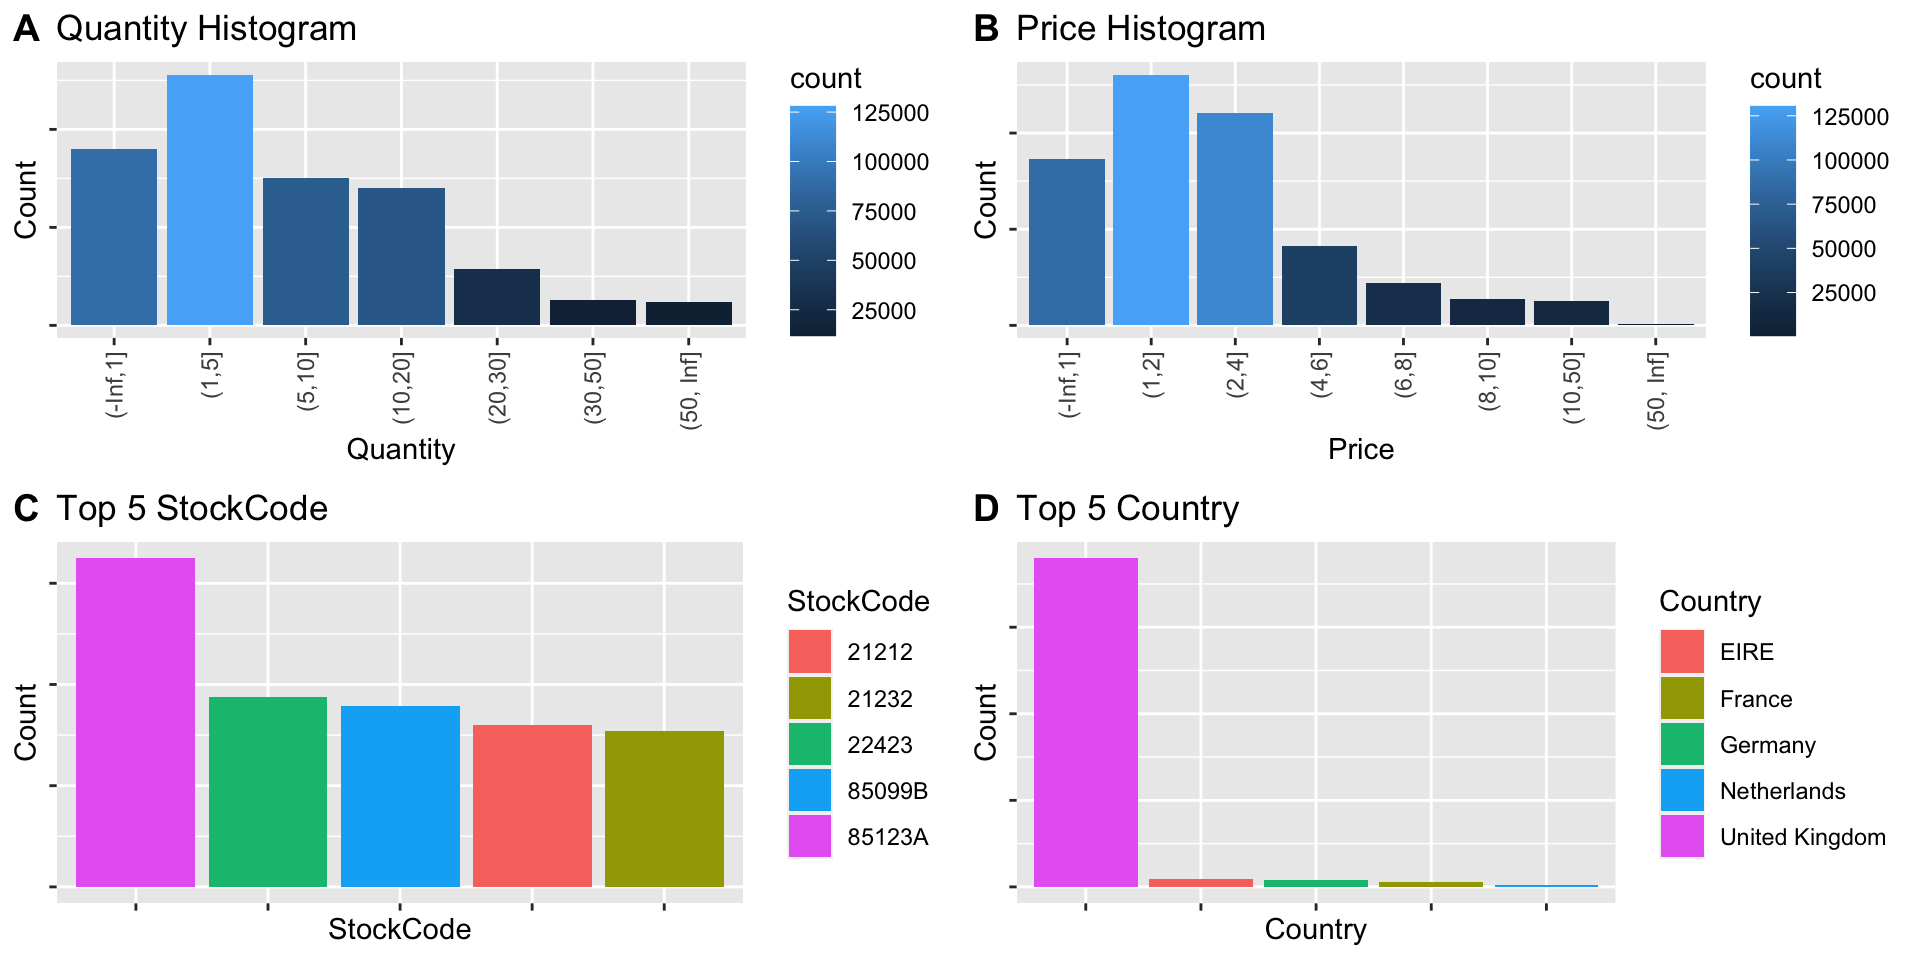 A Quantity Histogram
Count
(-Inf,1]
(1,5]
(5,10]
(10,20]
(20,30]
(30,50]
(50, Inf]
Quantity
count
125000
100000
75000
50000
25000
B Price Histogram
Count
(-Inf,1]
(1,2]
(2,4]
(4,6]
(6,8]
(8,10]
(10,50]
(50, Inf]
Price
count
125000
100000
75000
50000
25000
C Top 5 StockCode
Count
StockCode
StockCode
21212
21232
22423
85099B
85123A
D Top 5 Country
Count
Country
Country
EIRE
France
Germany
Netherlands
United Kingdom